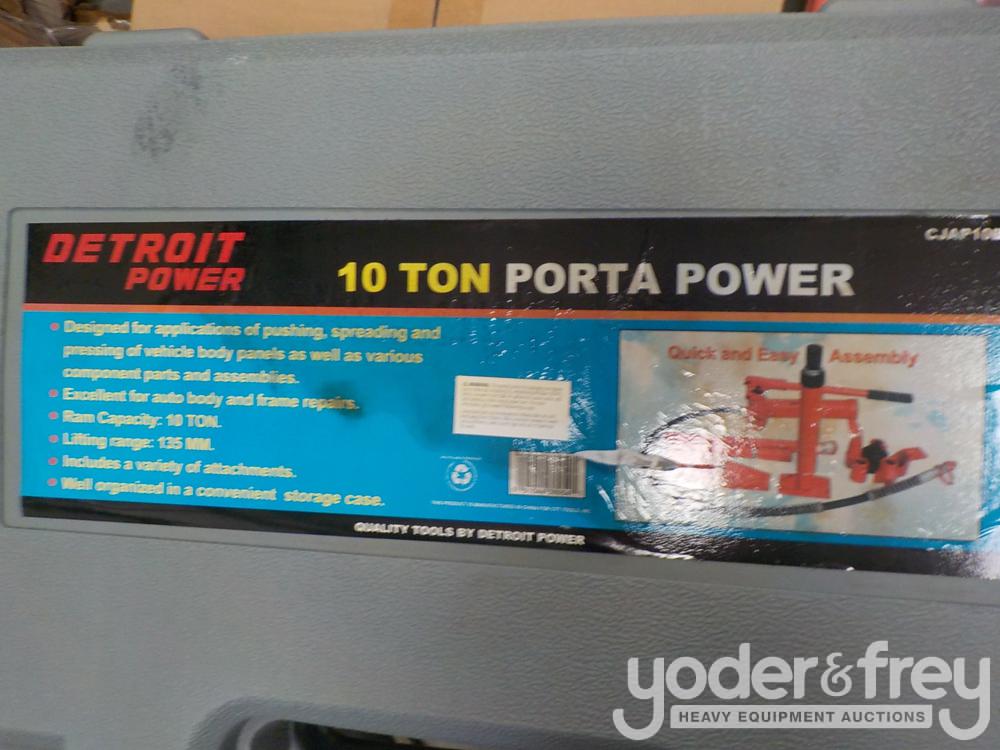 DETROIT
POWER
10 TON PORTA POWER
• Designed for applications of pushing, spreading and
pressing of vehicle body panels as well as various
component parts and assemblies.
• Excellent for auto body and frame repairs.
• Ram Capacity: 10 TON.
• Lifting range: 135 MM.
• Includes a variety of attachments.
• Well organized in a convenient storage case.
Quick and Easy Assembly
QUALITY TOOLS BY DETROIT POWER
yoder&frey
HEAVY EQUIPMENT AUCTIONS